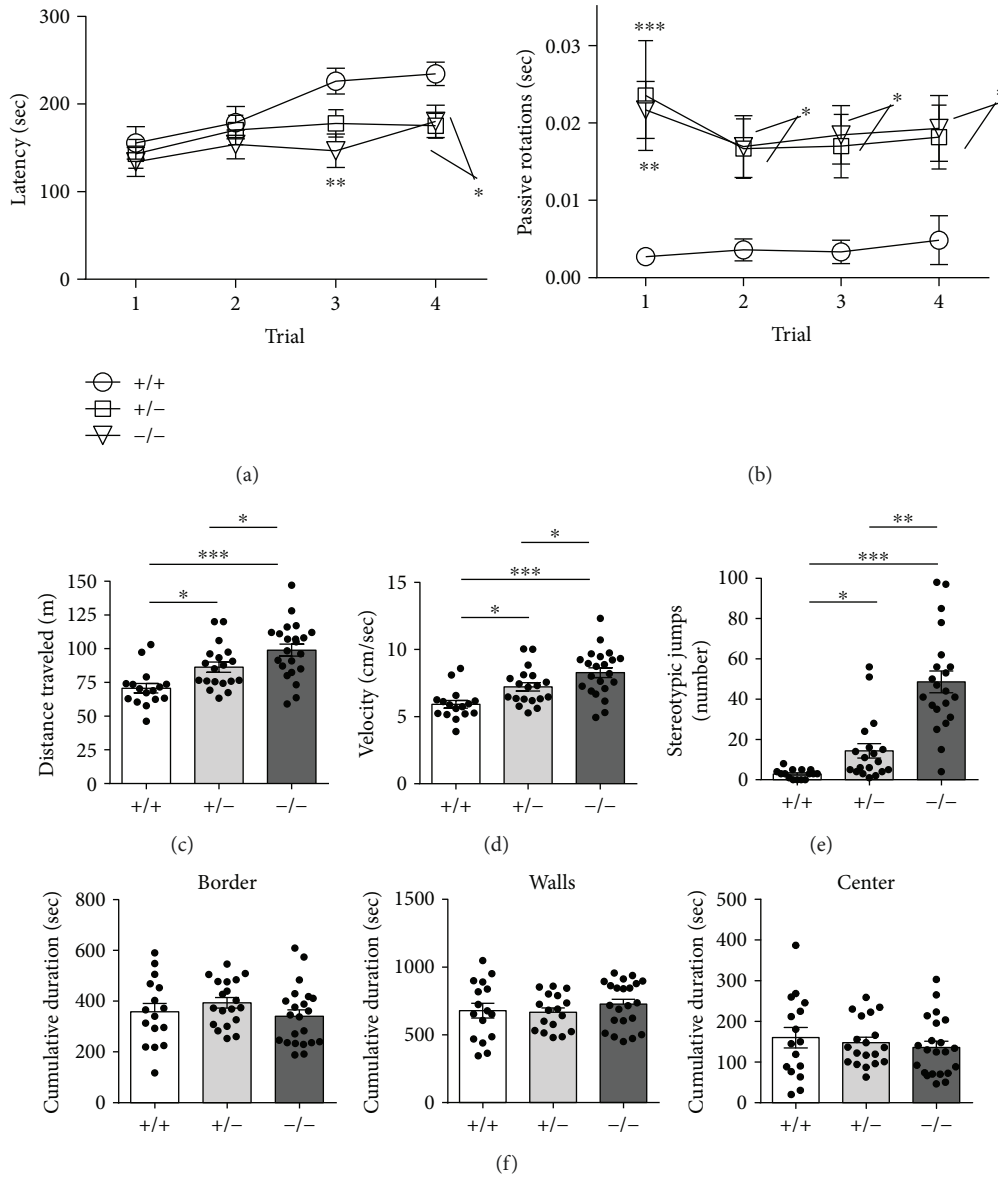 300
200
100
0
Latency (sec)
**
*
1 2 3 4
Trial
+/+
+/−
−/−
(a)
***
0.03
0.02
0.01
0.00
Passive rotations (sec)
**
*
*
*
1 2 3 4
Trial
(b)
*
***
*
150
125
100
75
50
25
0
Distance traveled (m)
+/+ +/− −/−
(c)
*
***
*
15
10
5
0
Velocity (cm/sec)
+/+ +/− −/−
(d)
**
***
*
100
80
60
40
20
0
Stereotypic jumps
(number)
+/+ +/− −/−
(e)
Border
800
600
400
200
0
Cumulative duration (sec)
+/+ +/− −/−
Walls
1500
1000
500
0
Cumulative duration (sec)
+/+ +/− −/−
Center
500
400
300
200
100
0
Cumulative duration (sec)
+/+ +/− −/−
(f)